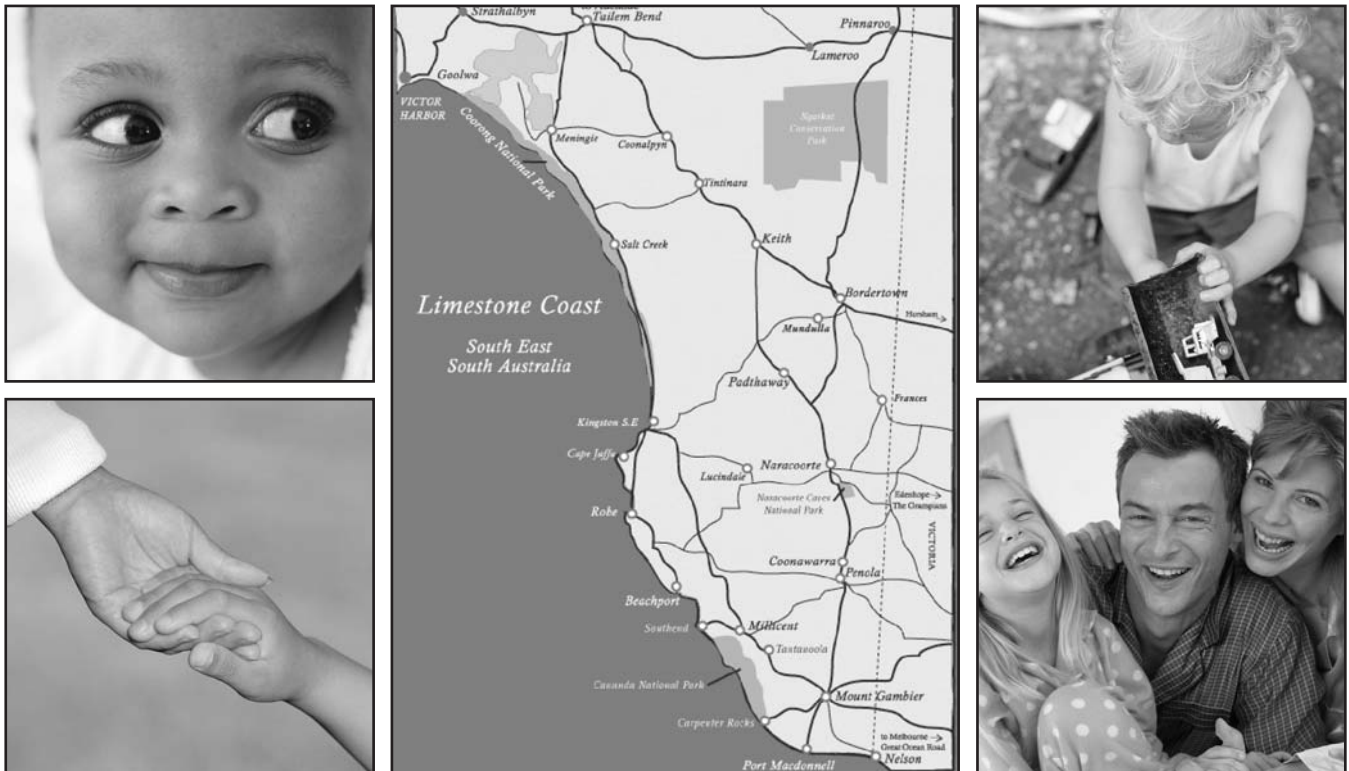 Strathalbyn
Tailem Bend
Pinnaroo
Lameroo
Goolwa
VICTOR
HARBOR
Coorong National Park
Meningie
Coonalpyn
Ngarkat
Conservation
Park
Tintinara
Salt Creek
Keith
Bordertown
Limestone Coast
Horsham
Mundulla
South East
South Australia
Padthaway
Frances
Kingston S.E
Cape Jaffa
Lucindale
Naracoorte
Naracoorte Caves
National Park
Edenhope
The Grampians
Robe
VICTORIA
Coonawarra
Penola
Beachport
Southend
Millicent
Tantanoola
Canunda National Park
Mount Gambier
Carpenter Rocks
to Melbourne
Great Ocean Road
Nelson
Port Macdonnell